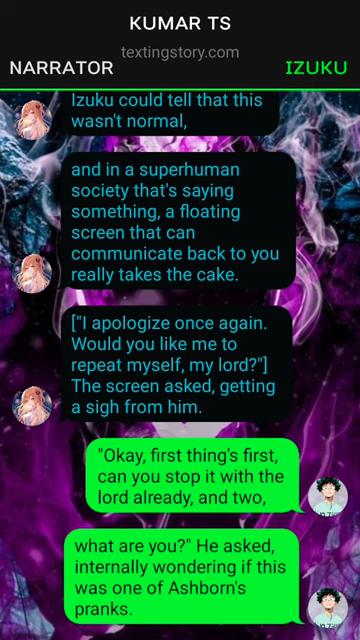 KUMAR TS
textingstory.com
NARRATOR
IZUKU
Izuku could tell that this
wasn't normal,
and in a superhuman
society that's saying
something, a floating
screen that can
communicate back to you
really takes the cake.
["I apologize once again.
Would you like me to
repeat myself, my lord?"]
The screen asked, getting
a sigh from him.
"Okay, first thing's first,
can you stop it with the
lord already, and two,
what are you?" He asked,
internally wondering if this
was one of Ashborn's
pranks.